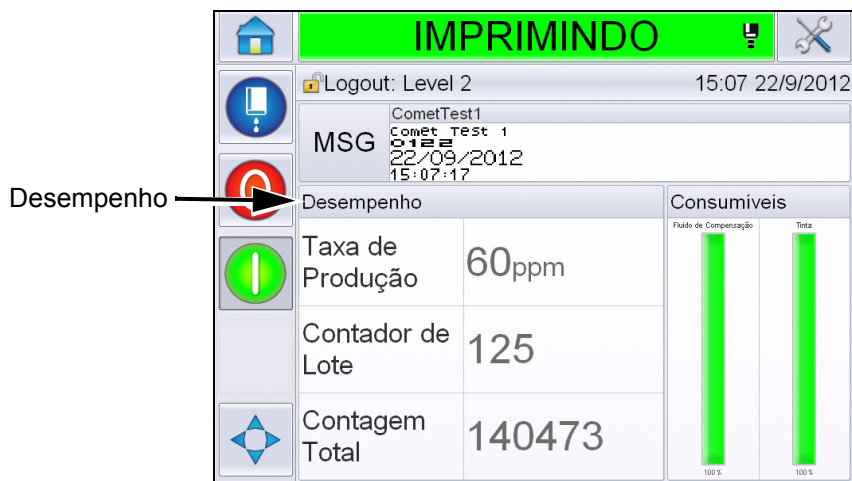 IMPRIMINDO
Logout: Level 2
15:07 22/9/2012
MSG
CometTest1
Comet Test 1
0122
22/09/2012
15:07:17
Desempenho
Desempenho
Consumíveis
Taxa de
Produção
60ppm
Contador de
Lote
125
Contagem
Total
140473
Fluido de Compensação
Tinta
100 %
100 %